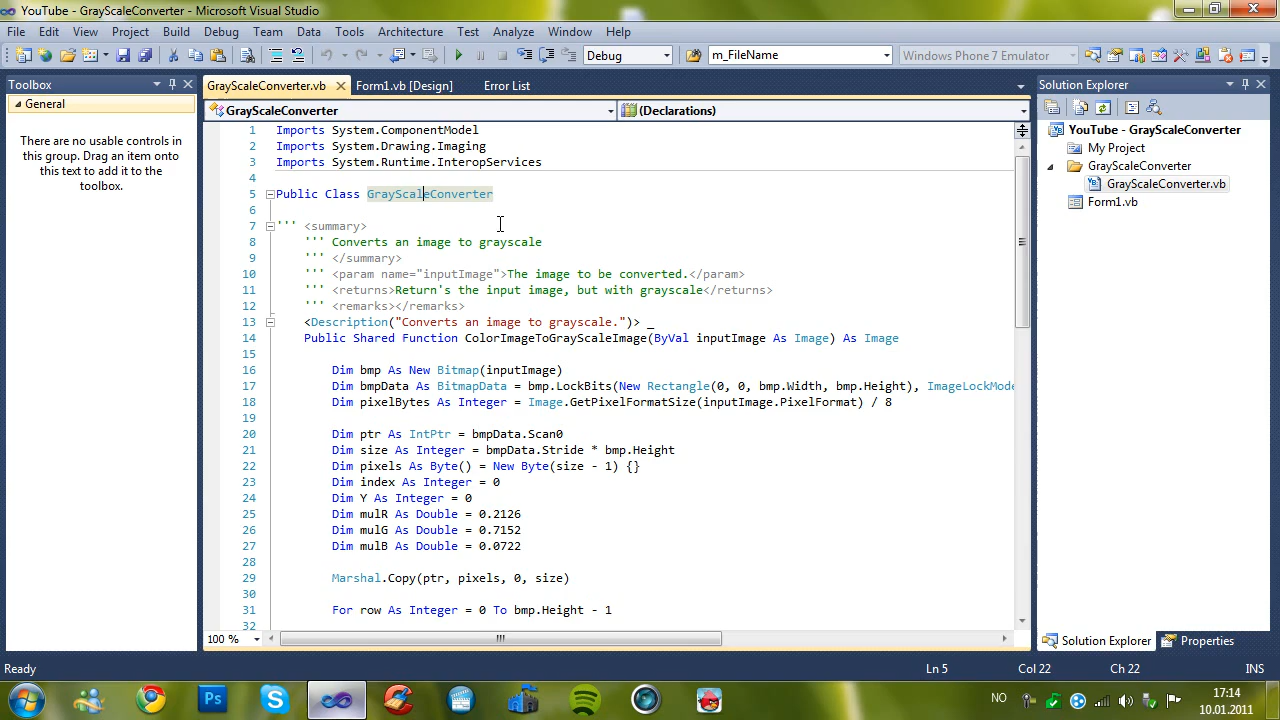 YouTube - GrayScaleConverter - Microsoft Visual Studio
File Edit View Project Build Debug Team Data Tools Architecture Test Analyze Window Help
Debug m_FileName Windows Phone 7 Emulator
Toolbox
General
There are no usable controls in
this group. Drag an item onto
this text to add it to the
toolbox.
GrayScaleConverter.vb Form1.vb [Design] Error List
GrayScaleConverter (Declarations)
1 Imports System.ComponentModel
2 Imports System.Drawing.Imaging
3 Imports System.Runtime.InteropServices
4
5 Public Class GrayScaleConverter
6
7 ''' <summary>
8 ''' Converts an image to grayscale
9 ''' </summary>
10 ''' <param name="inputImage">The image to be converted.</param>
11 ''' <returns>Return's the input image, but with grayscale</returns>
12 ''' <remarks></remarks>
13 <Description("Converts an image to grayscale.")> _
14 Public Shared Function ColorImageToGrayScaleImage(ByVal inputImage As Image) As Image
15
16 Dim bmp As New Bitmap(inputImage)
17 Dim bmpData As BitmapData = bmp.LockBits(New Rectangle(0, 0, bmp.Width, bmp.Height), ImageLockMode
18 Dim pixelBytes As Integer = Image.GetPixelFormatSize(inputImage.PixelFormat) / 8
19
20 Dim ptr As IntPtr = bmpData.Scan0
21 Dim size As Integer = bmpData.Stride * bmp.Height
22 Dim pixels As Byte() = New Byte(size - 1) {}
23 Dim index As Integer = 0
24 Dim Y As Integer = 0
25 Dim mulR As Double = 0.2126
26 Dim mulG As Double = 0.7152
27 Dim mulB As Double = 0.0722
28
29 Marshal.Copy(ptr, pixels, 0, size)
30
31 For row As Integer = 0 To bmp.Height - 1
32
100 %
Solution Explorer
YouTube - GrayScaleConverter
My Project
GrayScaleConverter
GrayScaleConverter.vb
Form1.vb
Solution Explorer Properties
Ready Ln 5 Col 22 Ch 22 INS
Ps
NO
17:14
10.01.2011